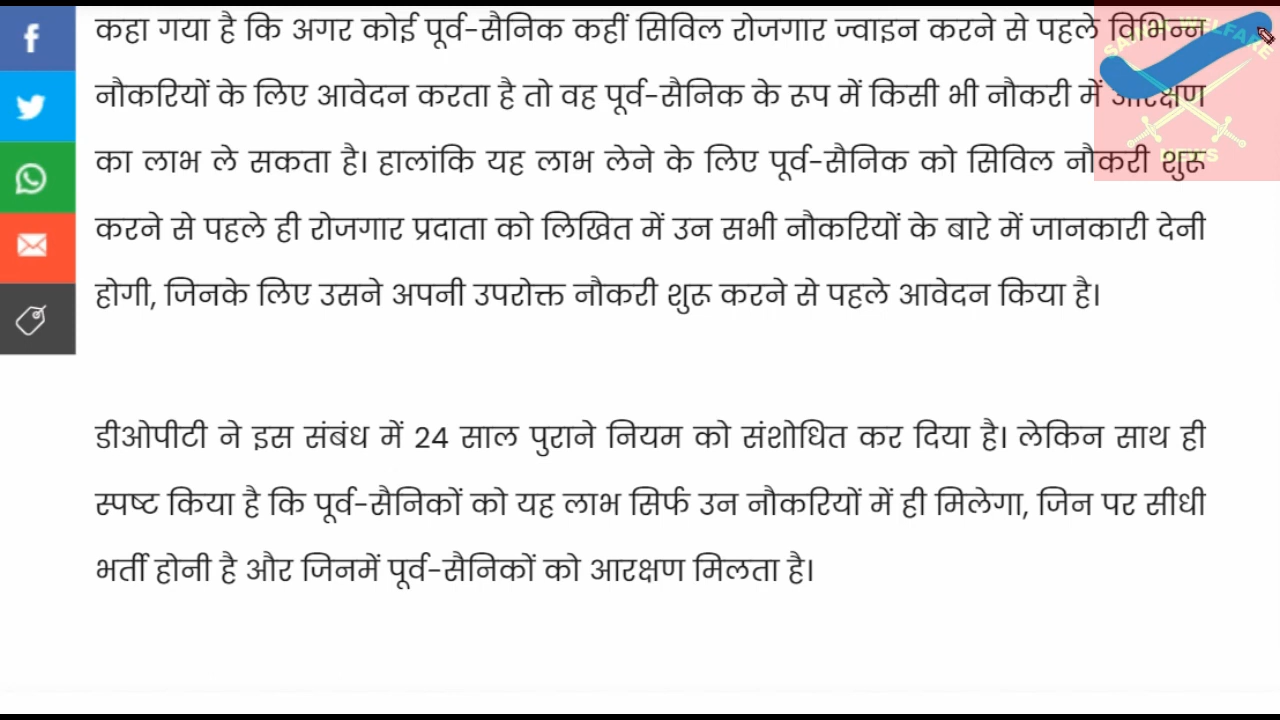 कहा गया है कि अगर कोई पूर्व-सैनिक कहीं सिविल रोजगार ज्वाइन करने से पहले विभिन्न
नौकरियों के लिए आवेदन करता है तो वह पूर्व-सैनिक के रूप में किसी भी नौकरी में आरक्षण
का लाभ ले सकता है। हालांकि यह लाभ लेने के लिए पूर्व-सैनिक को सिविल नौकरी शुरू
करने से पहले ही रोजगार प्रदाता को लिखित में उन सभी नौकरियों के बारे में जानकारी देनी
होगी, जिनके लिए उसने अपनी उपरोक्त नौकरी शुरू करने से पहले आवेदन किया है।
डीओपीटी ने इस संबंध में 24 साल पुराने नियम को संशोधित कर दिया है। लेकिन साथ ही
स्पष्ट किया है कि पूर्व-सैनिकों को यह लाभ सिर्फ उन नौकरियों में ही मिलेगा, जिन पर सीधी
भर्ती होनी है और जिनमें पूर्व-सैनिकों को आरक्षण मिलता है।
WELFARE
NEWS